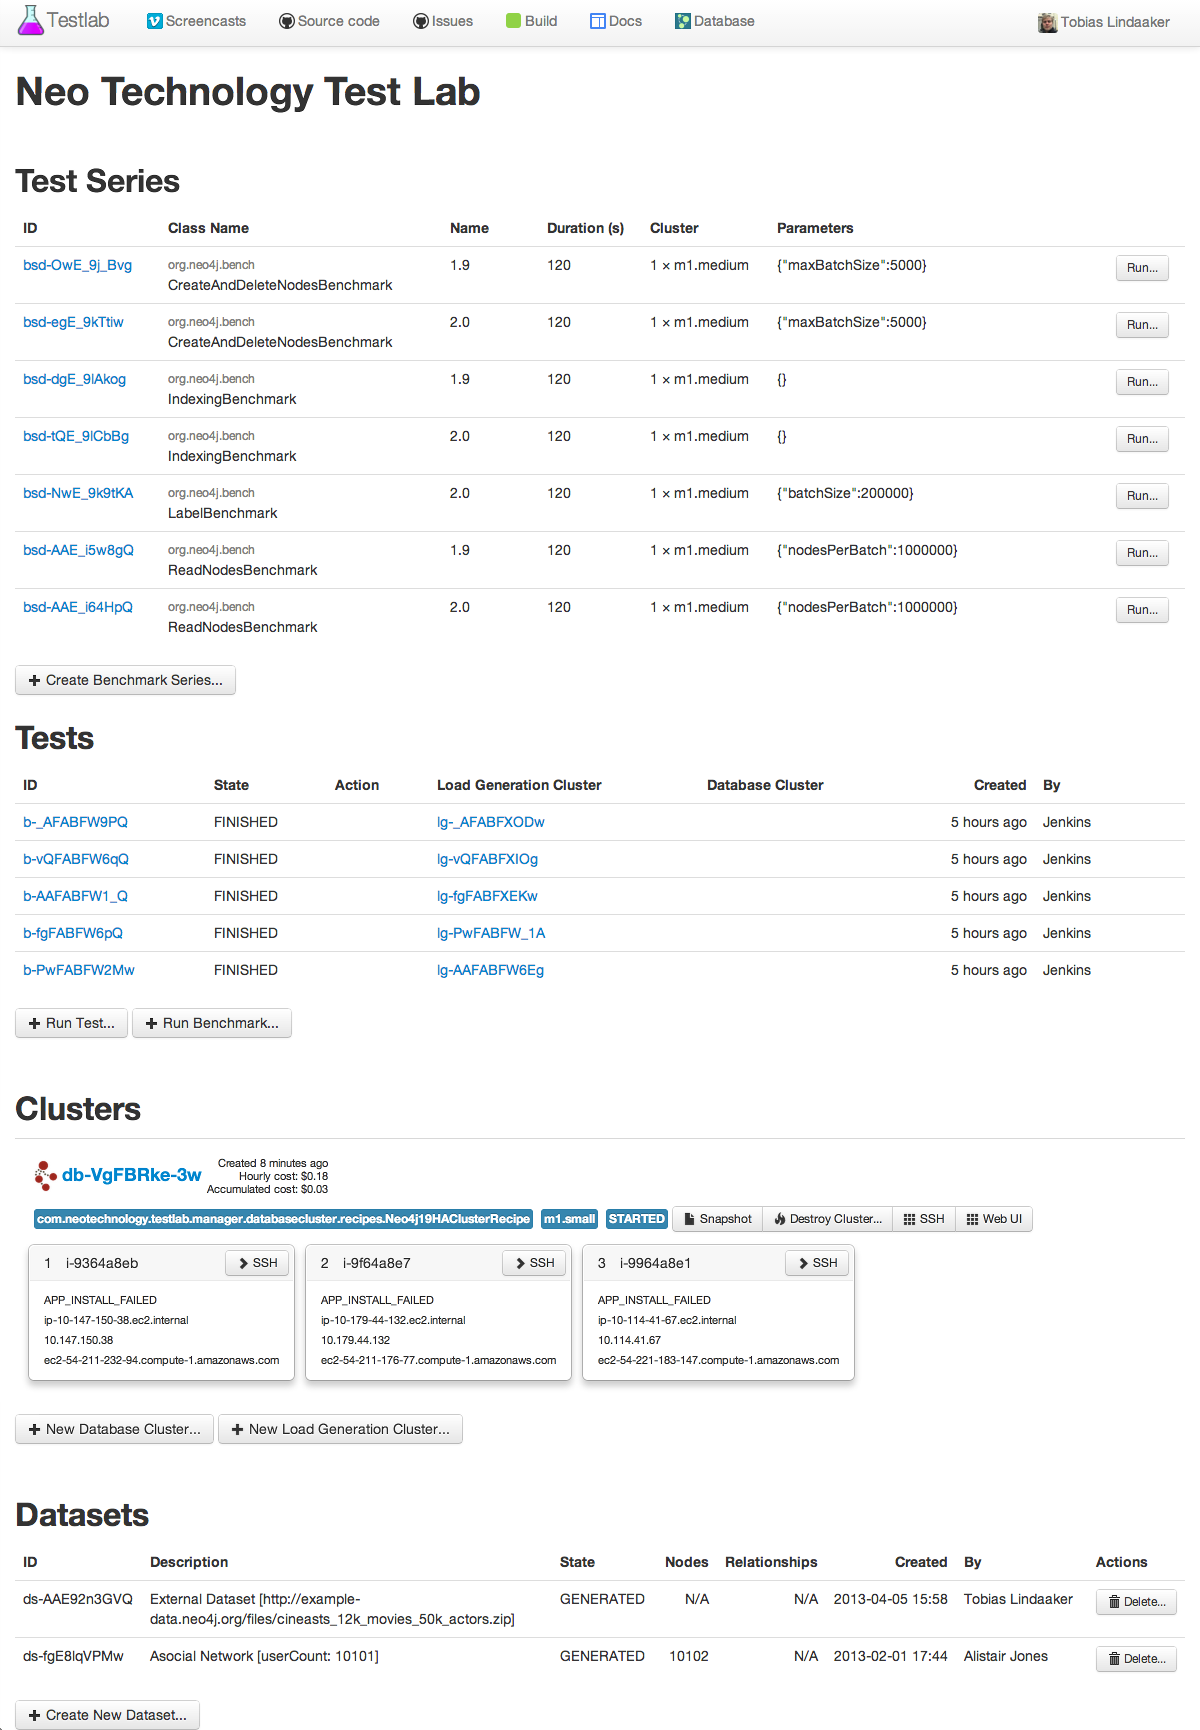 Testlab Screencasts Source code Issues Build Docs Database Tobias Lindaaker
Neo Technology Test Lab
Test Series
ID Class Name Name Duration (s) Cluster Parameters
bsd-OwE_9j_Bvg org.neo4j.bench 1.9 120 1 × m1.medium {"maxBatchSize":5000} Run...
CreateAndDeleteNodesBenchmark
bsd-egE_9kTtiw org.neo4j.bench 2.0 120 1 × m1.medium {"maxBatchSize":5000} Run...
CreateAndDeleteNodesBenchmark
bsd-dgE_9lAkog org.neo4j.bench 1.9 120 1 × m1.medium {} Run...
IndexingBenchmark
bsd-tQE_9lCbBg org.neo4j.bench 2.0 120 1 × m1.medium {} Run...
IndexingBenchmark
bsd-NwE_9k9tKA org.neo4j.bench 2.0 120 1 × m1.medium {"batchSize":200000} Run...
LabelBenchmark
bsd-AAE_i5w8gQ org.neo4j.bench 1.9 120 1 × m1.medium {"nodesPerBatch":1000000} Run...
ReadNodesBenchmark
bsd-AAE_i64HpQ org.neo4j.bench 2.0 120 1 × m1.medium {"nodesPerBatch":1000000} Run...
ReadNodesBenchmark
+ Create Benchmark Series...
Tests
ID State Action Load Generation Cluster Database Cluster Created By
b-_AFABFW9PQ FINISHED lg-_AFABFXODw 5 hours ago Jenkins
b-vQFABFW6qQ FINISHED lg-vQFABFXIOg 5 hours ago Jenkins
b-AAFABFW1_Q FINISHED lg-fgFABFXEKw 5 hours ago Jenkins
b-fgFABFW6pQ FINISHED lg-PwFABFW_1A 5 hours ago Jenkins
b-PwFABFW2Mw FINISHED lg-AAFABFW6Eg 5 hours ago Jenkins
+ Run Test... + Run Benchmark...
Clusters
Created 8 minutes ago
db-VgFBRke-3w Hourly cost: $0.18
Accumulated cost: $0.03
com.neotechnology.testlab.manager.databasecluster.recipes.Neo4j19HAClusterRecipe m1.small STARTED Snapshot Destroy Cluster... SSH Web UI
1 i-9364a8eb SSH 2 i-9f64a8e7 SSH 3 i-9964a8e1 SSH
APP_INSTALL_FAILED APP_INSTALL_FAILED APP_INSTALL_FAILED
ip-10-147-150-38.ec2.internal ip-10-179-44-132.ec2.internal ip-10-114-41-67.ec2.internal
10.147.150.38 10.179.44.132 10.114.41.67
ec2-54-211-232-94.compute-1.amazonaws.com ec2-54-211-176-77.compute-1.amazonaws.com ec2-54-221-183-147.compute-1.amazonaws.com
+ New Database Cluster... + New Load Generation Cluster...
Datasets
ID Description State Nodes Relationships Created By Actions
ds-AAE92n3GVQ External Dataset [http://example- GENERATED N/A N/A 2013-04-05 15:58 Tobias Lindaaker Delete...
data.neo4j.org/files/cineasts_12k_movies_50k_actors.zip]
ds-fgE8lqVPMw Asocial Network [userCount: 10101] GENERATED 10102 N/A 2013-02-01 17:44 Alistair Jones Delete...
+ Create New Dataset...